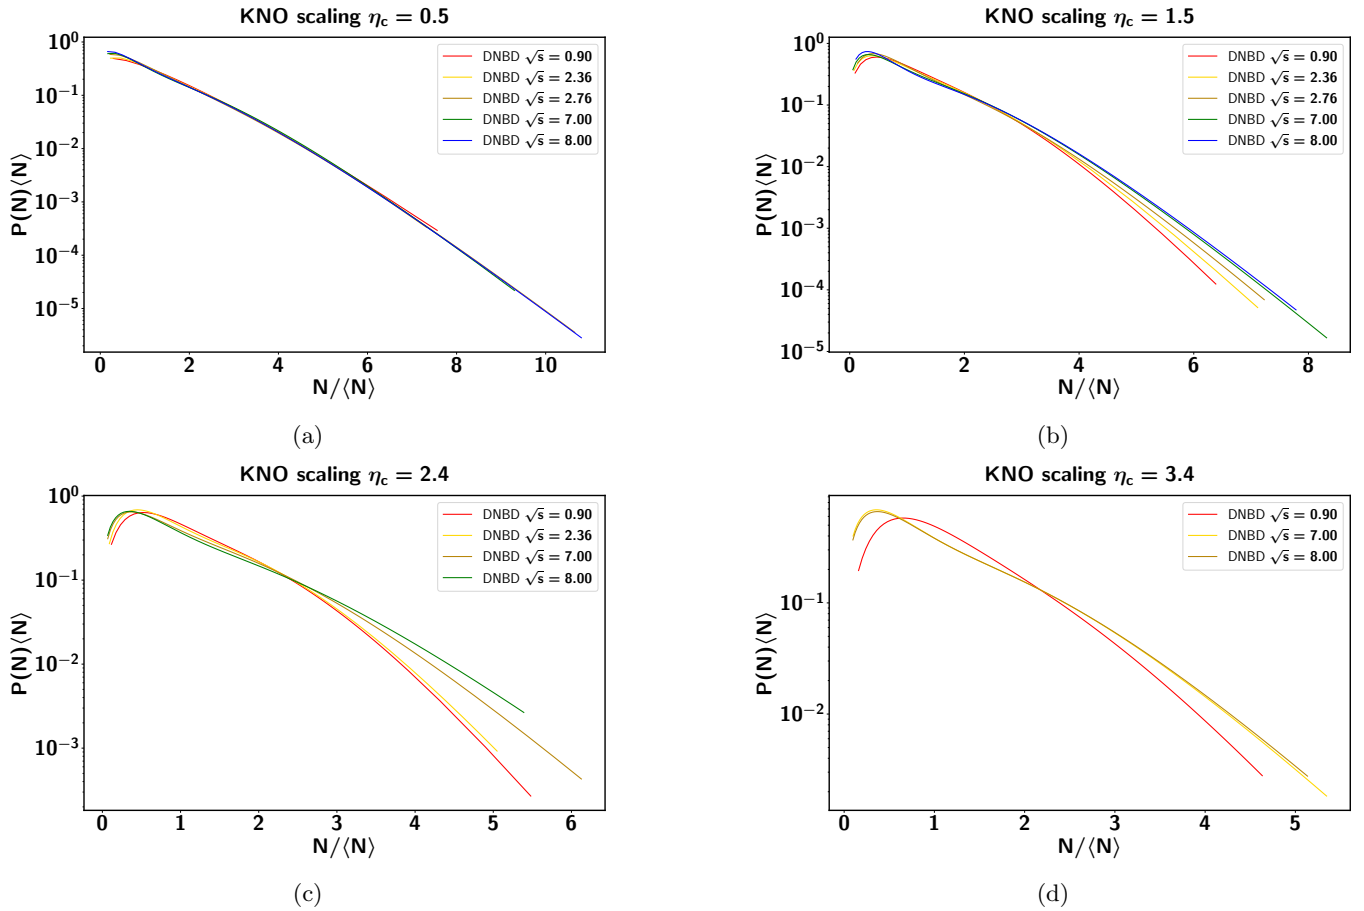 KNO scaling η_c = 0.5
10^0
10^−1
10^−2
10^−3
10^−4
10^−5
P(N)⟨N⟩
DNBD √s = 0.90
DNBD √s = 2.36
DNBD √s = 2.76
DNBD √s = 7.00
DNBD √s = 8.00
0 2 4 6 8 10
N/⟨N⟩
(a)
KNO scaling η_c = 1.5
10^0
10^−1
10^−2
10^−3
10^−4
10^−5
P(N)⟨N⟩
DNBD √s = 0.90
DNBD √s = 2.36
DNBD √s = 2.76
DNBD √s = 7.00
DNBD √s = 8.00
0 2 4 6 8
N/⟨N⟩
(b)
KNO scaling η_c = 2.4
10^0
10^−1
10^−2
10^−3
P(N)⟨N⟩
DNBD √s = 0.90
DNBD √s = 2.36
DNBD √s = 7.00
DNBD √s = 8.00
0 1 2 3 4 5 6
N/⟨N⟩
(c)
KNO scaling η_c = 3.4
10^−1
10^−2
P(N)⟨N⟩
DNBD √s = 0.90
DNBD √s = 7.00
DNBD √s = 8.00
0 1 2 3 4 5
N/⟨N⟩
(d)